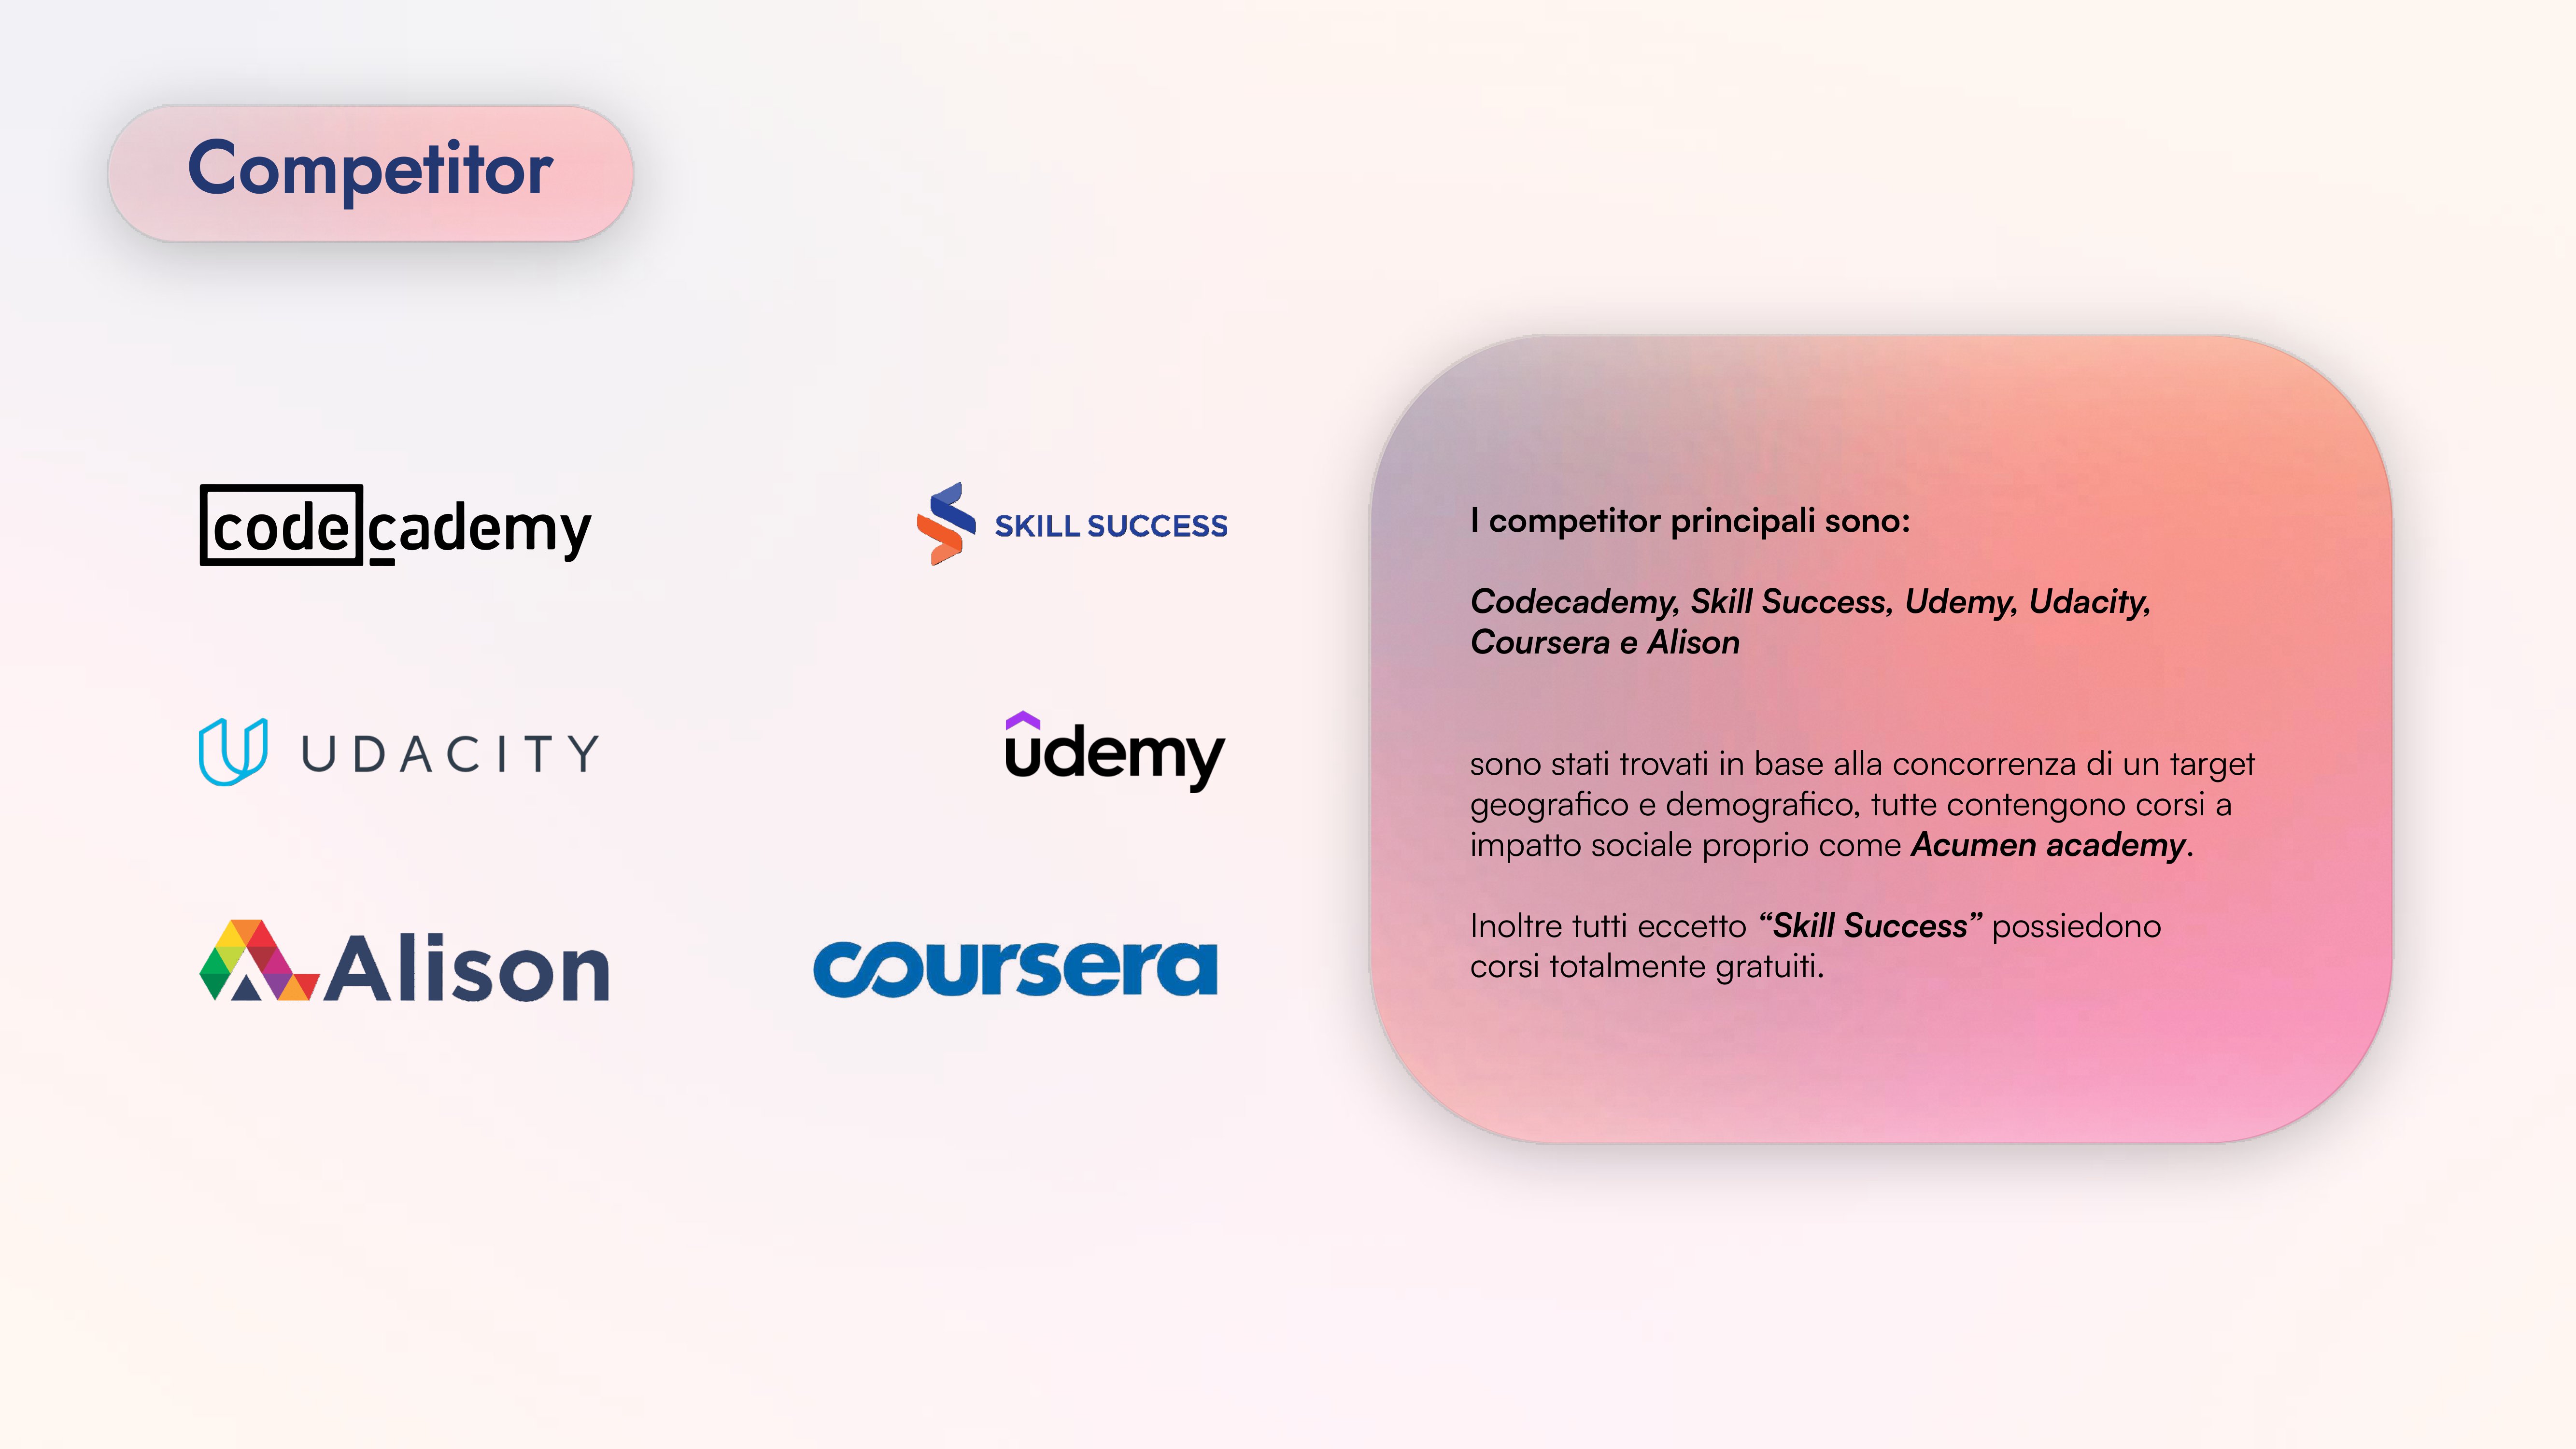 Competitor
codecademy
SKILL SUCCESS
UDACITY
udemy
Alison
coursera
I competitor principali sono:
Codecademy, Skill Success, Udemy, Udacity,
Coursera e Alison
sono stati trovati in base alla concorrenza di un target
geografico e demografico, tutte contengono corsi a
impatto sociale proprio come Acumen academy.
Inoltre tutti eccetto “Skill Success” possiedono
corsi totalmente gratuiti.